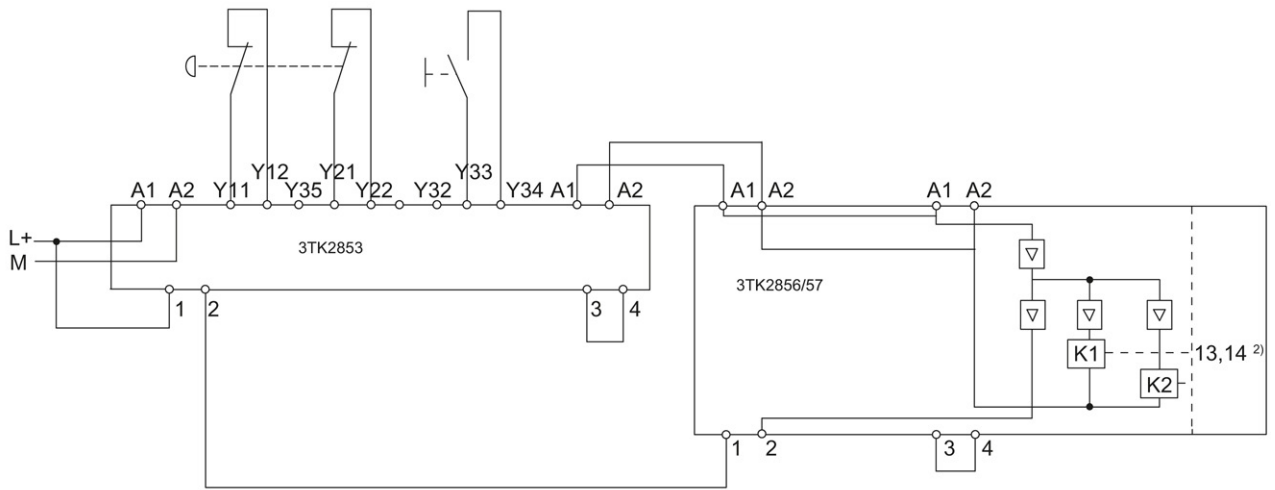 Y12 Y21 Y33
A1 A2 Y11 Y35 Y22 Y32 Y34 A1 A2 A1 A2 A1 A2
L+
M
3TK2853
3TK2856/57
1 2 3 4
K1
13,14 2)
K2
1 2 3 4